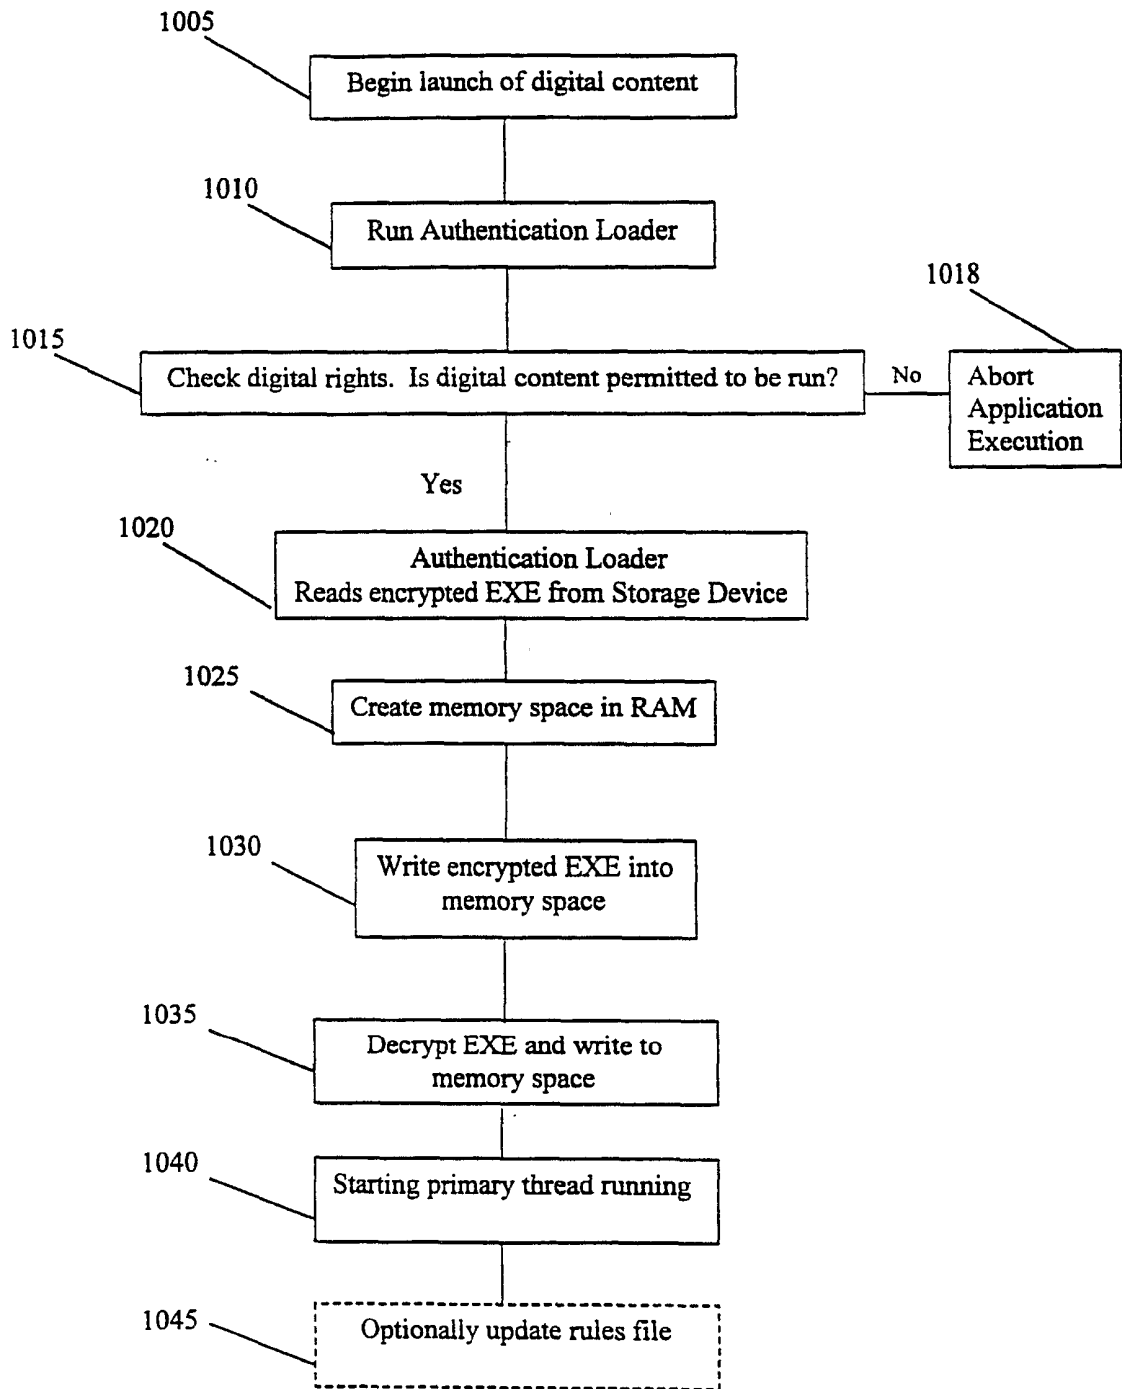 1005
Begin launch of digital content
1010
Run Authentication Loader
1018
1015
Check digital rights. Is digital content permitted to be run?
No
Abort
Application
Execution
Yes
1020
Authentication Loader
Reads encrypted EXE from Storage Device
1025
Create memory space in RAM
1030
Write encrypted EXE into
memory space
1035
Decrypt EXE and write to
memory space
1040
Starting primary thread running
1045
Optionally update rules file